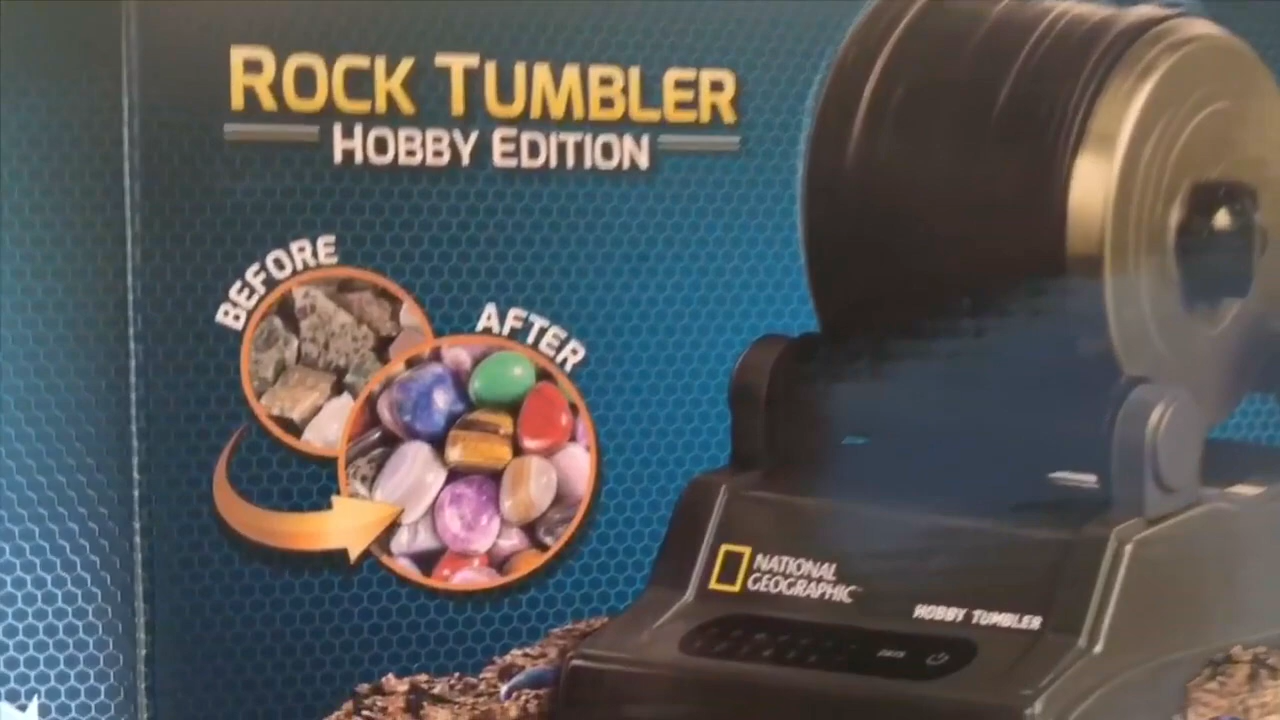 ROCK TUMBLER
HOBBY EDITION
BEFORE
AFTER
NATIONAL
GEOGRAPHIC
HOBBY TUMBLER